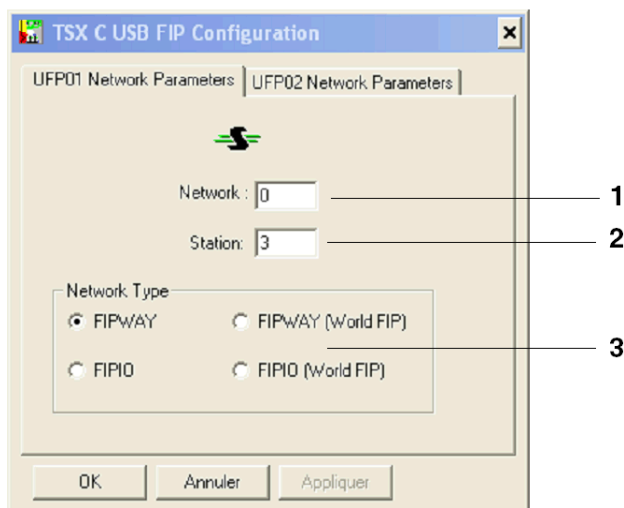 TSX C USB FIP Configuration
UFP01 Network Parameters UFP02 Network Parameters
Network : 0 1
Station: 3 2
Network Type
FIPWAY FIPWAY (World FIP)
3
FIPIO FIPIO (World FIP)
OK Annuler Appliquer